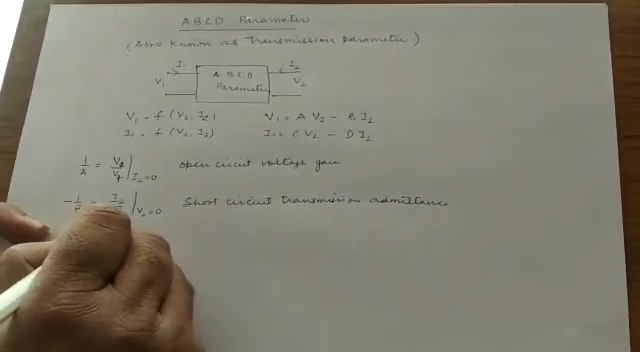 ABCD Parameter
(Also known as Transmission parameter)
I₁ ABCD Parameter I₂
V₁ V₂
V₁ = f (V₂, I₂) V₁ = A V₂ - B I₂
I₁ = f (V₂, I₂) I₁ = C V₂ - D I₂
1/A = V₂/V₁ | I₂=0 open circuit voltage gain
-1/B = I₂ | V₂=0 Short circuit transmission admittance